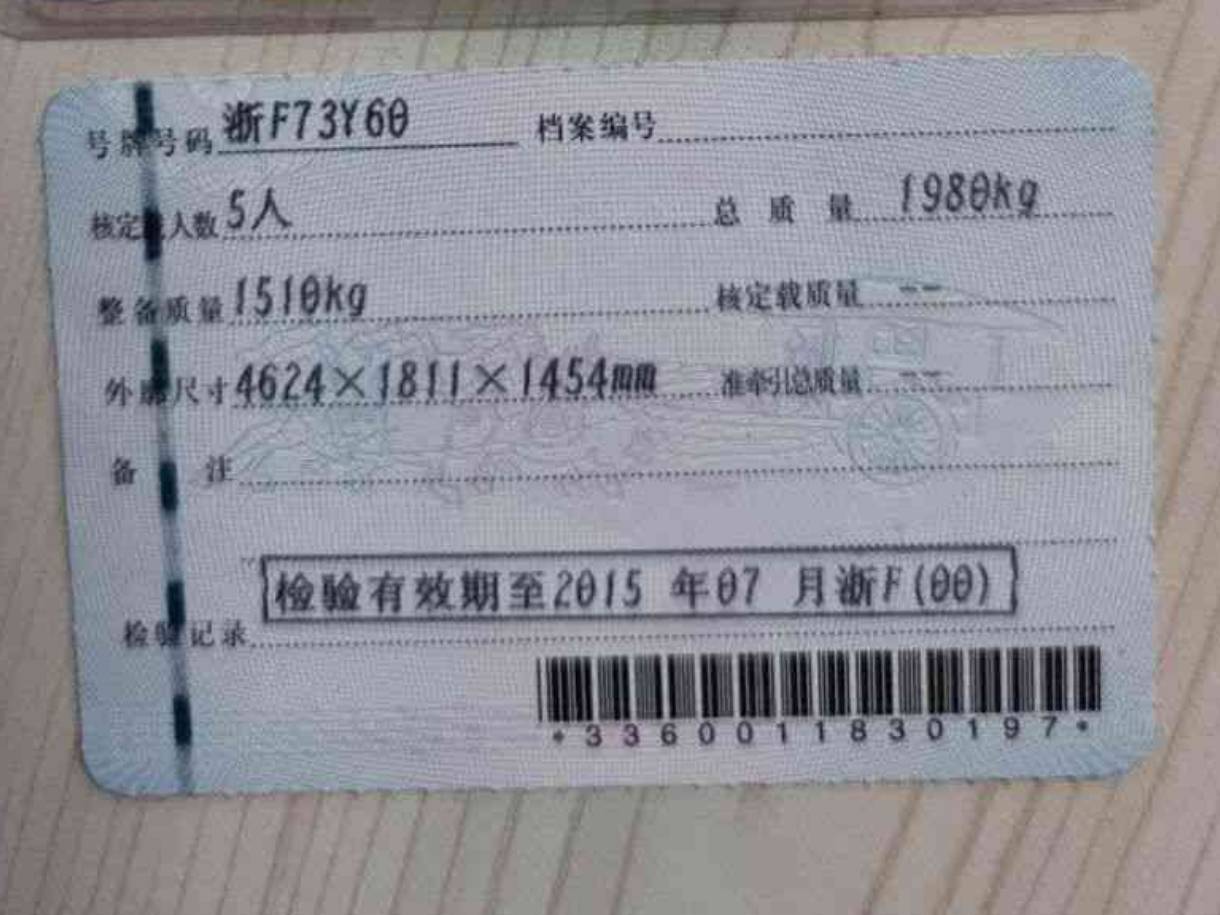 号牌号码 浙F73Y60 档案编号
核定载人数 5人 总质量 1980kg
整备质量 1510kg 核定载质量 --
外廓尺寸 4624×1811×1454mm 准牵引总质量 --
备注
检验有效期至2015 年07 月浙F(00)
检验记录
*3360011830197*